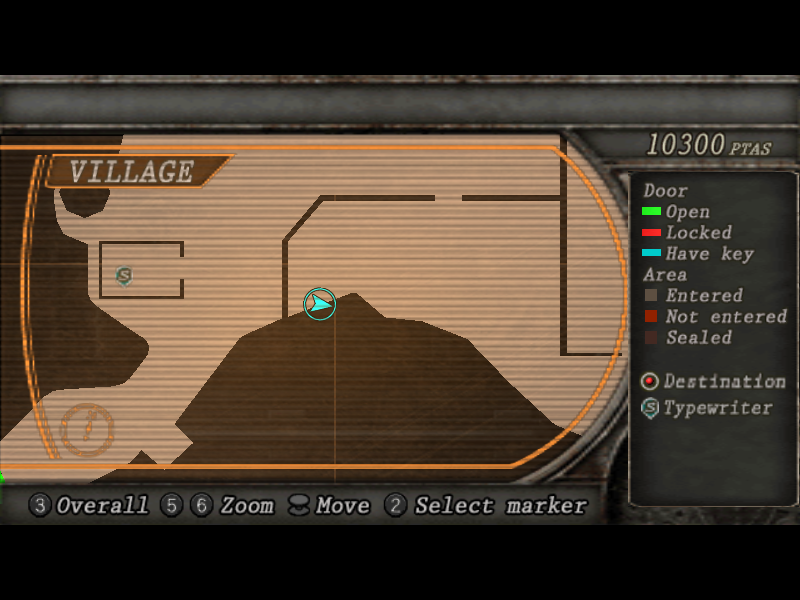 VILLAGE
10300 PTAS
Door
Open
Locked
Have key
Area
Entered
Not entered
Sealed
Destination
S Typewriter
S
3 Overall 5 6 Zoom Move 2 Select marker